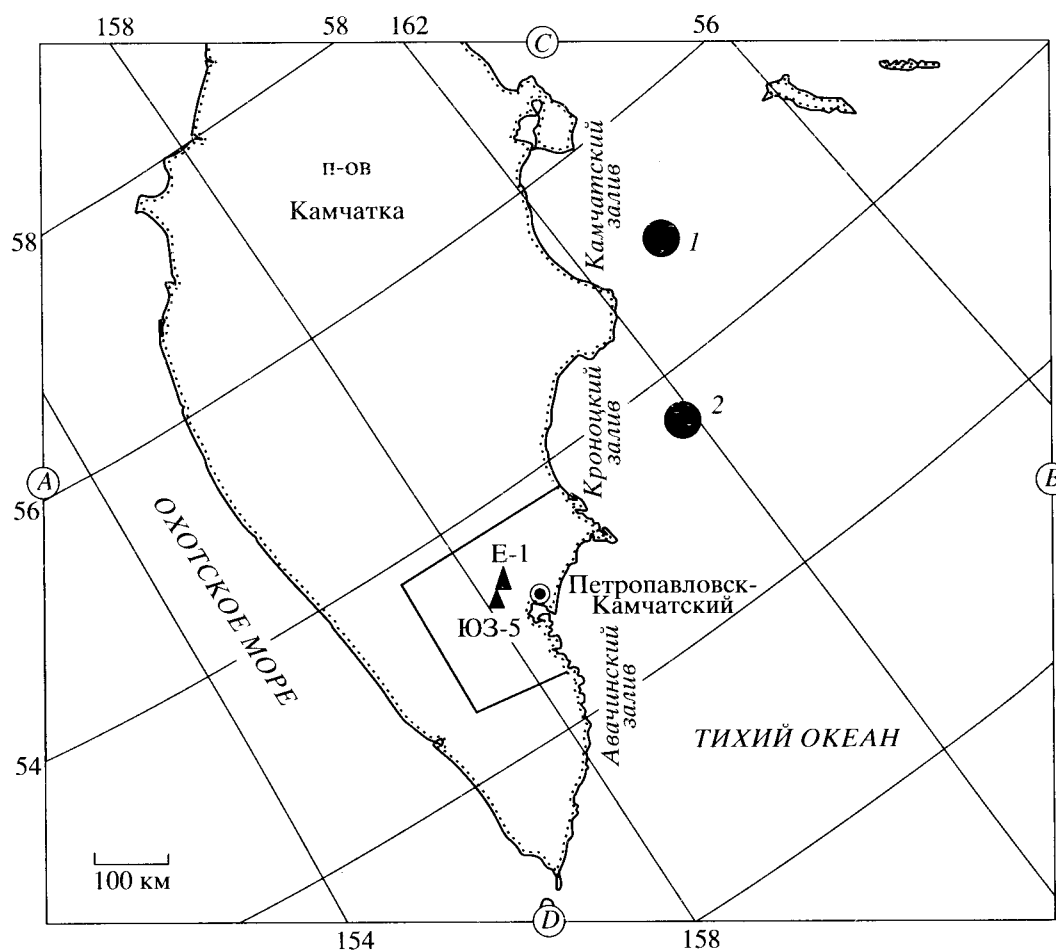 158
58
162
C
56
п-ов
Камчатка
Камчатский
залив
1
58
2
Кроноцкий
залив
A
B
56
ОХОТСКОЕ МОРЕ
Е-1
Петропавловск-
Камчатский
ЮЗ-5
Авачинский
залив
ТИХИЙ ОКЕАН
54
100 км
D
154
158